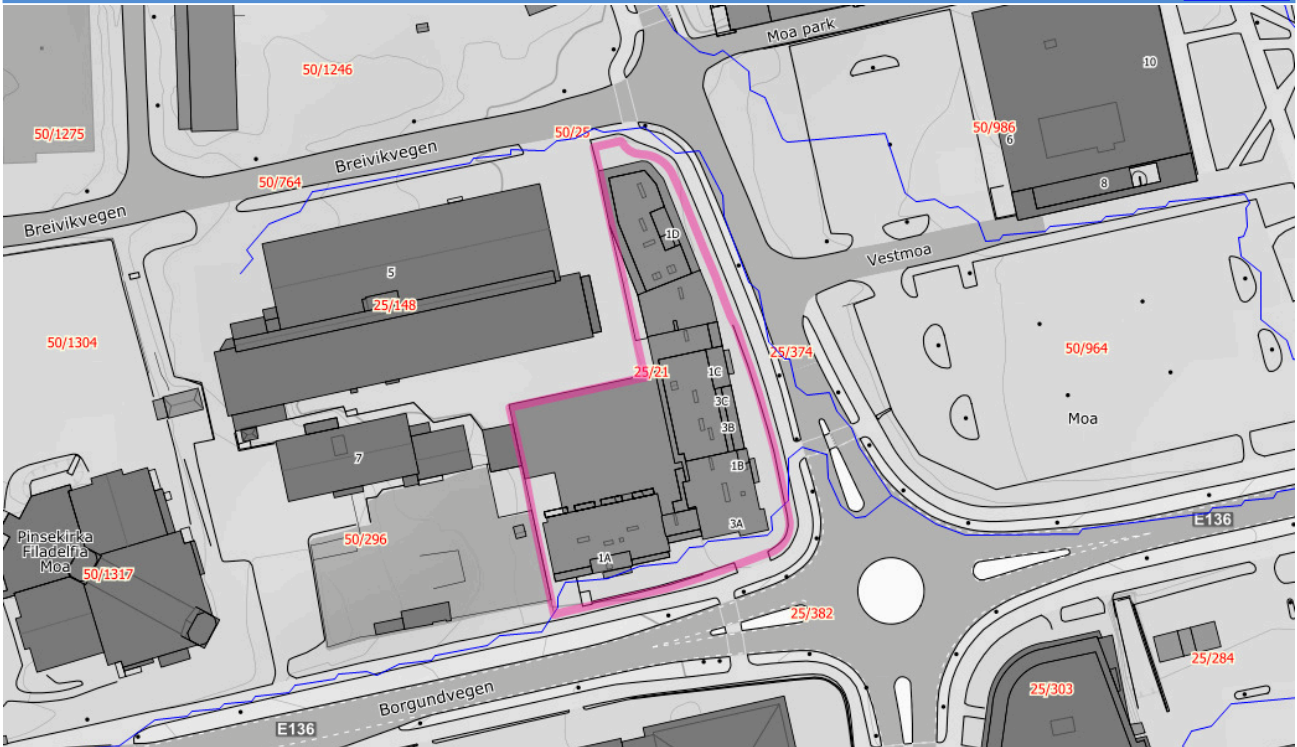 Moa park
50/1246
10
50/1275
50/25
50/986
6
Breivikvegen
50/764
8
Breivikvegen
1D
Vestmoa
5
25/148
50/1304
25/374
50/964
25/21
1C
3C
Moa
3B
7
1B
E136
3A
Pinsekirka
Filadelfia
Moa
50/296
1A
50/1317
25/382
25/284
25/303
Borgundvegen
E136